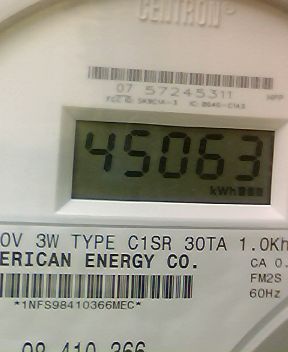 CENTRON®
07 57245311
45063
kWh
0V 3W TYPE C1SR 30TA 1.0Kh
ERICAN ENERGY CO.
CA 0.
FM2S
60Hz
*1NFS98410366MEC*
98 410 366